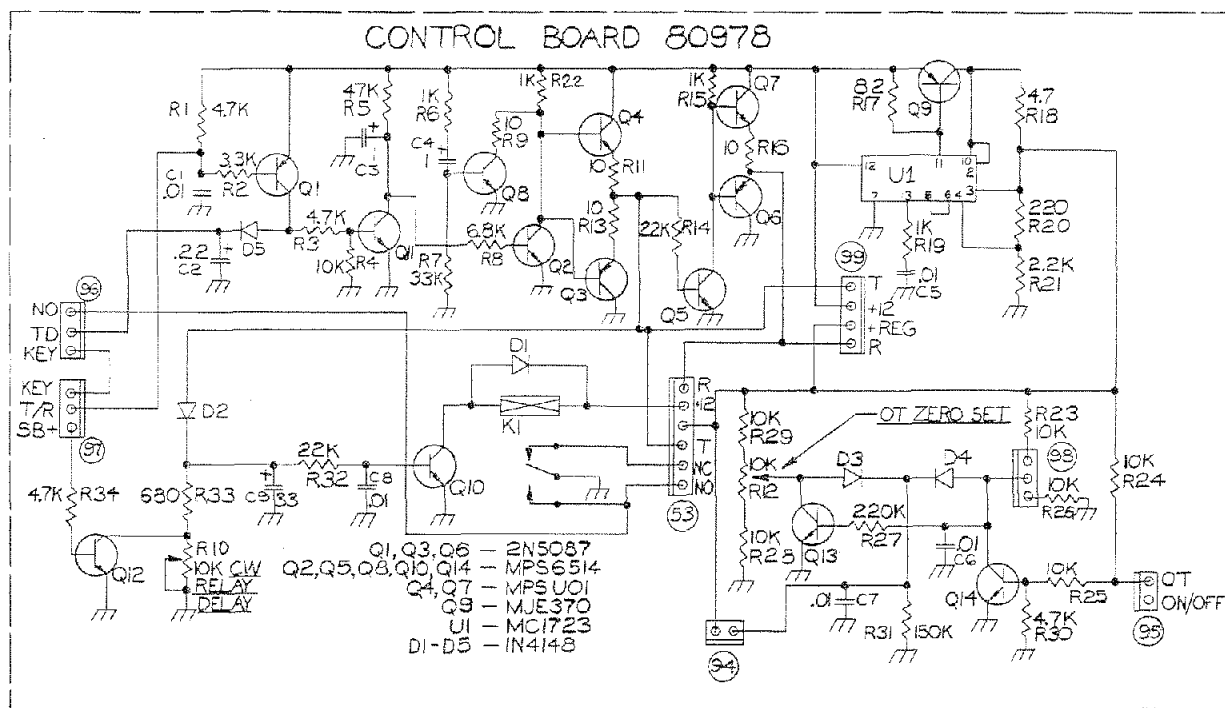 CONTROL BOARD 80978
R1 4.7K
C1 .01
3.3K R2
Q1
.22 C2
D5
4.7K R3
10K R4
47K R5
C3
Q11
1K R6
C4 1
R7 33K
Q8
10 R9
1K R22
6.8K R8
Q2
Q3
Q4
10 R11
10 R13
22K R14
Q5
1K R15
Q7
10 R16
Q6
82 R17
Q9
4.7 R18
U1
12 11 10 2
7 3 5 6 4 3
1K R19
.01 C5
220 R20
2.2K R21
96
NO
TD
KEY
KEY
T/R
SB+
97
99
T
+12
+REG
R
D2
D1
K1
R
+12
T
NC
NO
53
22K R32
C8 .01
Q10
C9 33
680 R33
4.7K R34
Q12
R10
10K CW
RELAY
DELAY
Q1, Q3, Q6 – 2N5087
Q2, Q5, Q8, Q10, Q14 – MPS6514
Q4, Q7 – MPSU01
Q9 – MJE370
U1 – MC1723
D1-D5 – IN4148
10K R29
OT ZERO SET
10K R12
10K R28
D3
D4
Q13
220K R27
.01 C6
R23 10K
98
10K R26
10K R24
Q14
10K R25
4.7K R30
OT
ON/OFF
95
.01 C7
R31 150K
94